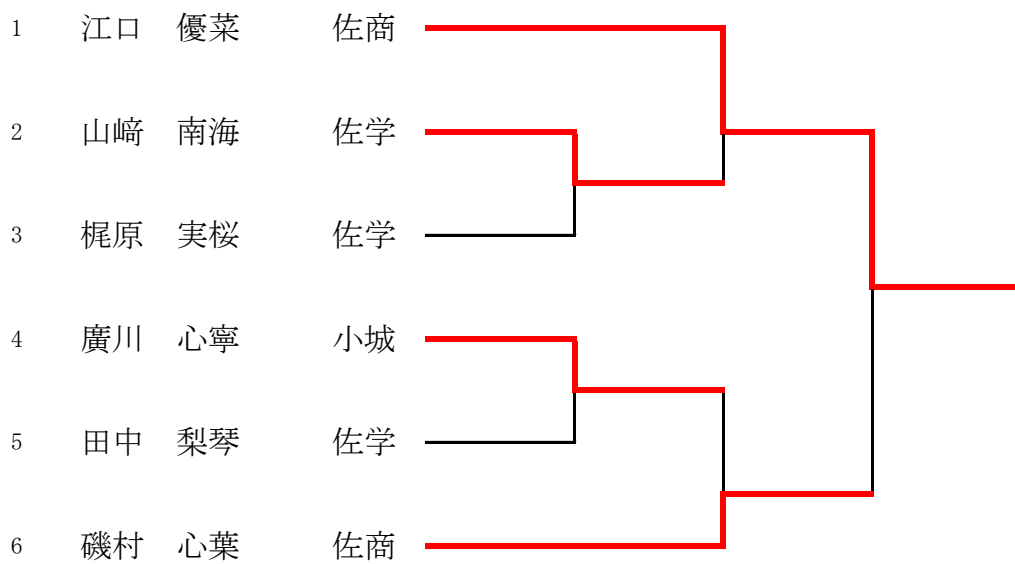 1 江口 優菜 佐商
2 山﨑 南海 佐学
3 梶原 実桜 佐学
4 廣川 心寧 小城
5 田中 梨琴 佐学
6 磯村 心葉 佐商